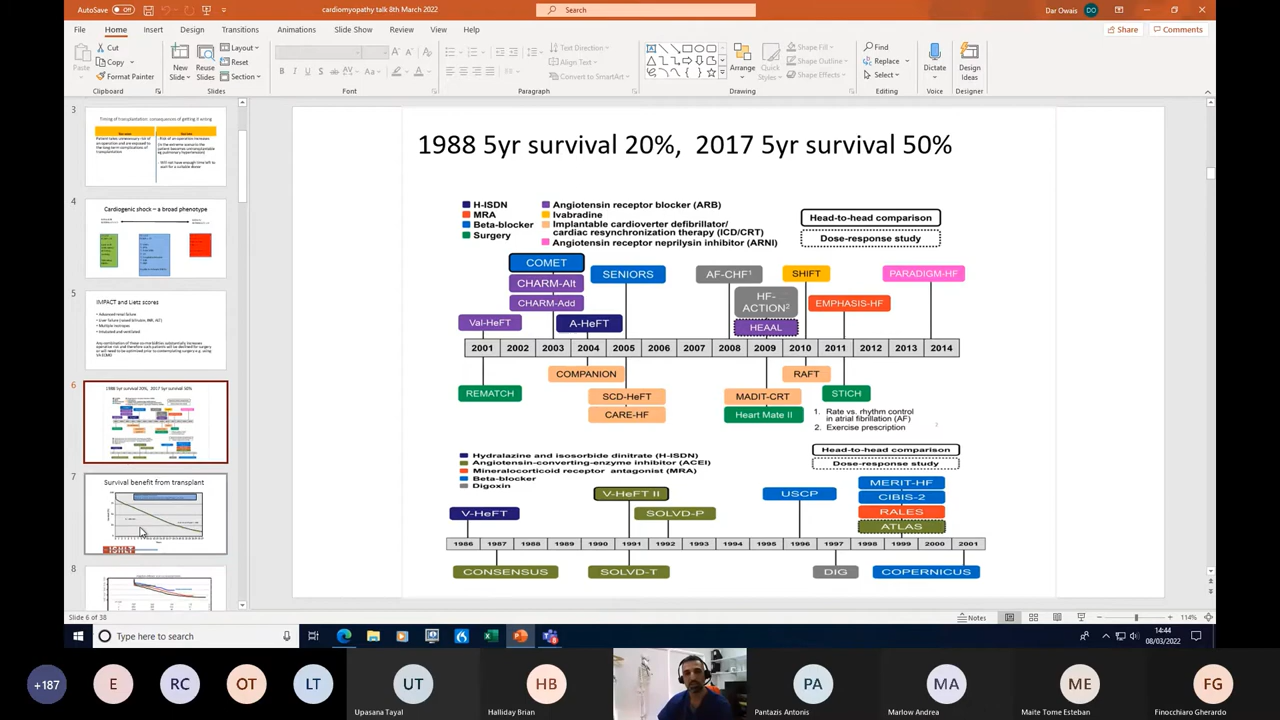 AutoSave Off
cardiomyopathy talk 8th March 2022
Search
Dar Owais
DO
File Home Insert Design Transitions Animations Slide Show Review View Help
Share Comments
Paste
Cut
Copy
Format Painter
Clipboard
New Slide
Reuse Slides
Layout
Reset
Section
Slides
Font
Text Direction
Align Text
Convert to SmartArt
Paragraph
Arrange
Quick Styles
Shape Fill
Shape Outline
Shape Effects
Drawing
Find
Replace
Select
Editing
Dictate
Voice
Design Ideas
Designer
3
Timing of transplantation: consequences of getting it wrong
4
Cardiogenic shock – a broad phenotype
5
IMPACT and Lietz scores
6
1988 5yr survival 20%, 2017 5yr survival 50%
7
Survival benefit from transplant
ISHLT
8
1988 5yr survival 20%, 2017 5yr survival 50%
H-ISDN
MRA
Beta-blocker
Surgery
Angiotensin receptor blocker (ARB)
Ivabradine
Implantable cardioverter defibrillator/
cardiac resynchronization therapy (ICD/CRT)
Angiotensin receptor neprilysin inhibitor (ARNI)
Head-to-head comparison
Dose-response study
COMET
CHARM-Alt
CHARM-Add
SENIORS
AF-CHF1
SHIFT
PARADIGM-HF
HF-
ACTION2
EMPHASIS-HF
Val-HeFT
A-HeFT
HEAAL
2001 2002 2003 2004 2005 2006 2007 2008 2009 2010 2011 2012 2013 2014
COMPANION
RAFT
REMATCH
SCD-HeFT
MADIT-CRT
STICH
CARE-HF
Heart Mate II
1. Rate vs. rhythm control
in atrial fibrillation (AF)
2. Exercise prescription
Hydralazine and isosorbide dinitrate (H-ISDN)
Angiotensin-converting-enzyme inhibitor (ACEI)
Mineralocorticoid receptor antagonist (MRA)
Beta-blocker
Digoxin
Head-to-head comparison
Dose-response study
V-HeFT
V-HeFT II
SOLVD-P
USCP
MERIT-HF
CIBIS-2
RALES
ATLAS
1986 1987 1988 1989 1990 1991 1992 1993 1994 1995 1996 1997 1998 1999 2000 2001
CONSENSUS
SOLVD-T
DIG
COPERNICUS
Slide 6 of 38
Notes
114%
Type here to search
14:44
08/03/2022
+187
E
RC
OT
LT
UT
Upasana Tayal
HB
Halliday Brian
PA
Pantazis Antonis
MA
Marlow Andrea
ME
Maite Tome Esteban
FG
Finocchiaro Gherardo